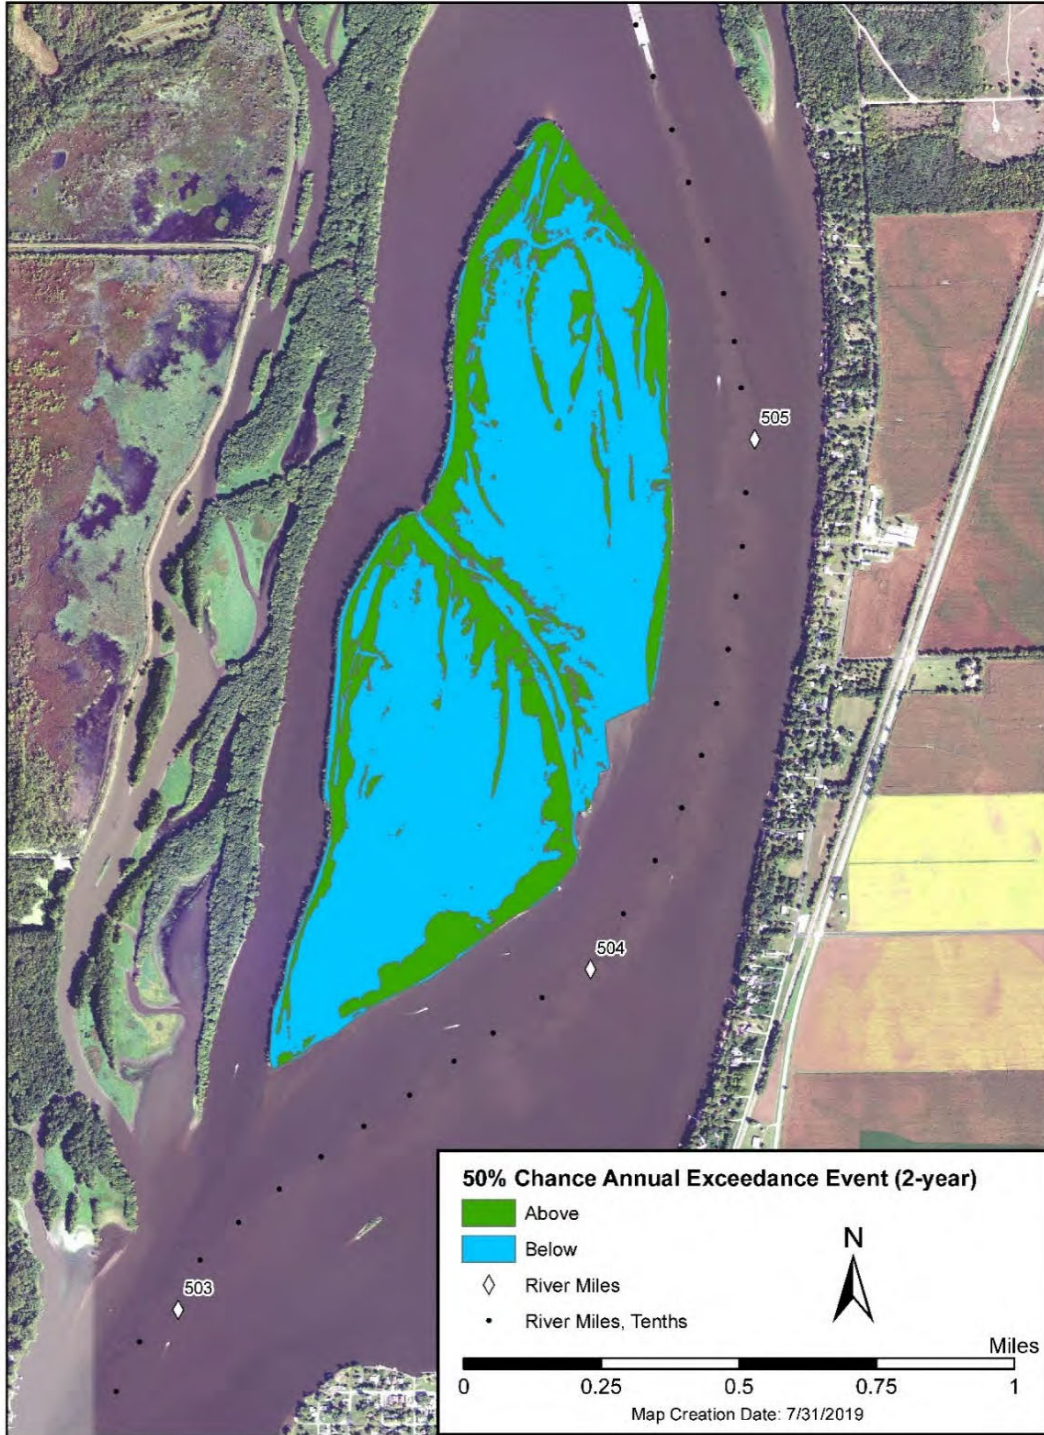 505
504
503
50% Chance Annual Exceedance Event (2-year)
Above
Below
N
River Miles
River Miles, Tenths
Miles
0 0.25 0.5 0.75 1
Map Creation Date: 7/31/2019